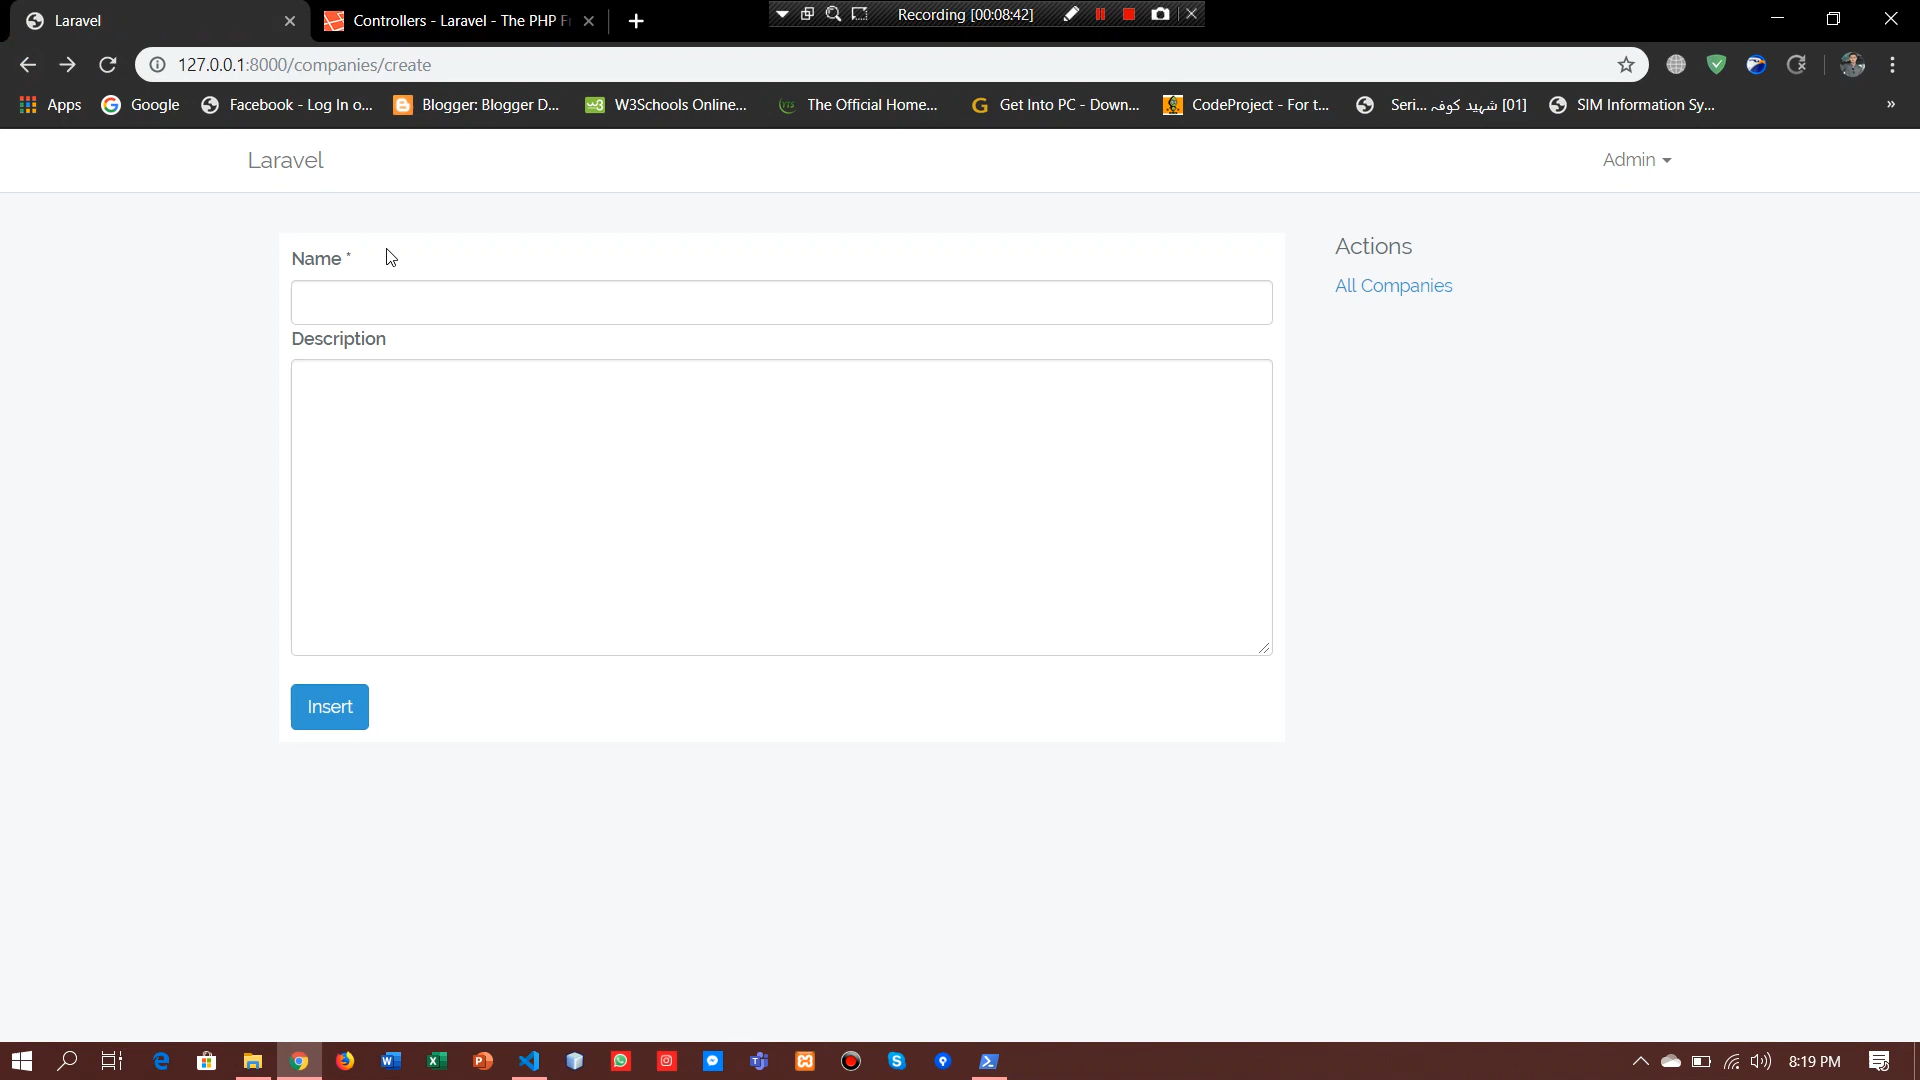 Laravel
Controllers - Laravel - The PHP Fr
Recording [00:08:42]
127.0.0.1:8000/companies/create
Apps
Google
Facebook - Log In o...
Blogger: Blogger D...
W3Schools Online...
The Official Home...
Get Into PC - Down...
CodeProject - For t...
Seri... شهید کوفہ [01]
SIM Information Sy...
»
Laravel
Admin
Name *
Actions
All Companies
Description
Insert
8:19 PM